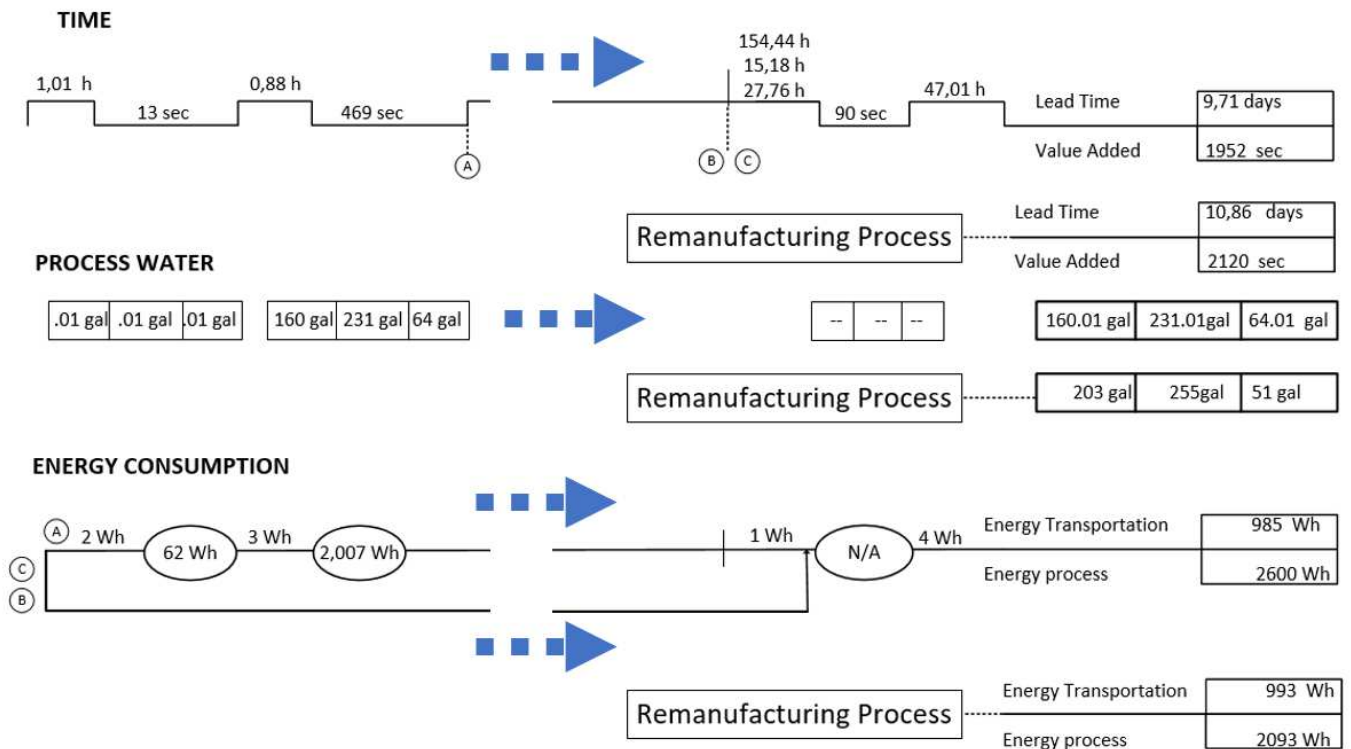 TIME
154,44 h
15,18 h
27,76 h
1,01 h
0,88 h
47,01 h
13 sec
469 sec
90 sec
Lead Time
9,71 days
Value Added
1952 sec
A
B
C
Remanufacturing Process
Lead Time
10,86 days
Value Added
2120 sec
PROCESS WATER
.01 gal .01 gal .01 gal
160 gal 231 gal 64 gal
-- -- --
160.01 gal 231.01gal 64.01 gal
Remanufacturing Process
203 gal 255gal 51 gal
ENERGY CONSUMPTION
A
C
B
2 Wh
62 Wh
3 Wh
2,007 Wh
1 Wh
N/A
4 Wh
Energy Transportation
985 Wh
Energy process
2600 Wh
Remanufacturing Process
Energy Transportation
993 Wh
Energy process
2093 Wh